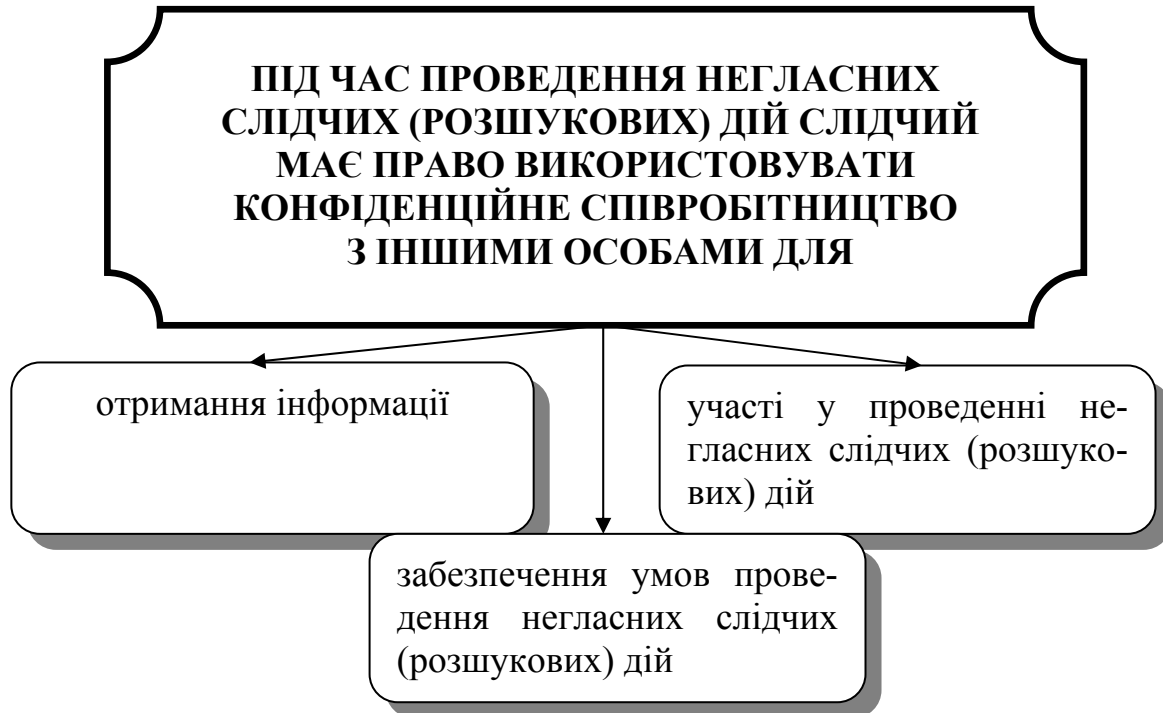 ПІД ЧАС ПРОВЕДЕННЯ НЕГЛАСНИХ
СЛІДЧИХ (РОЗШУКОВИХ) ДІЙ СЛІДЧИЙ
МАЄ ПРАВО ВИКОРИСТОВУВАТИ
КОНФІДЕНЦІЙНЕ СПІВРОБІТНИЦТВО
З ІНШИМИ ОСОБАМИ ДЛЯ
отримання інформації
участі у проведенні не-
гласних слідчих (розшуко-
вих) дій
забезпечення умов прове-
дення негласних слідчих
(розшукових) дій